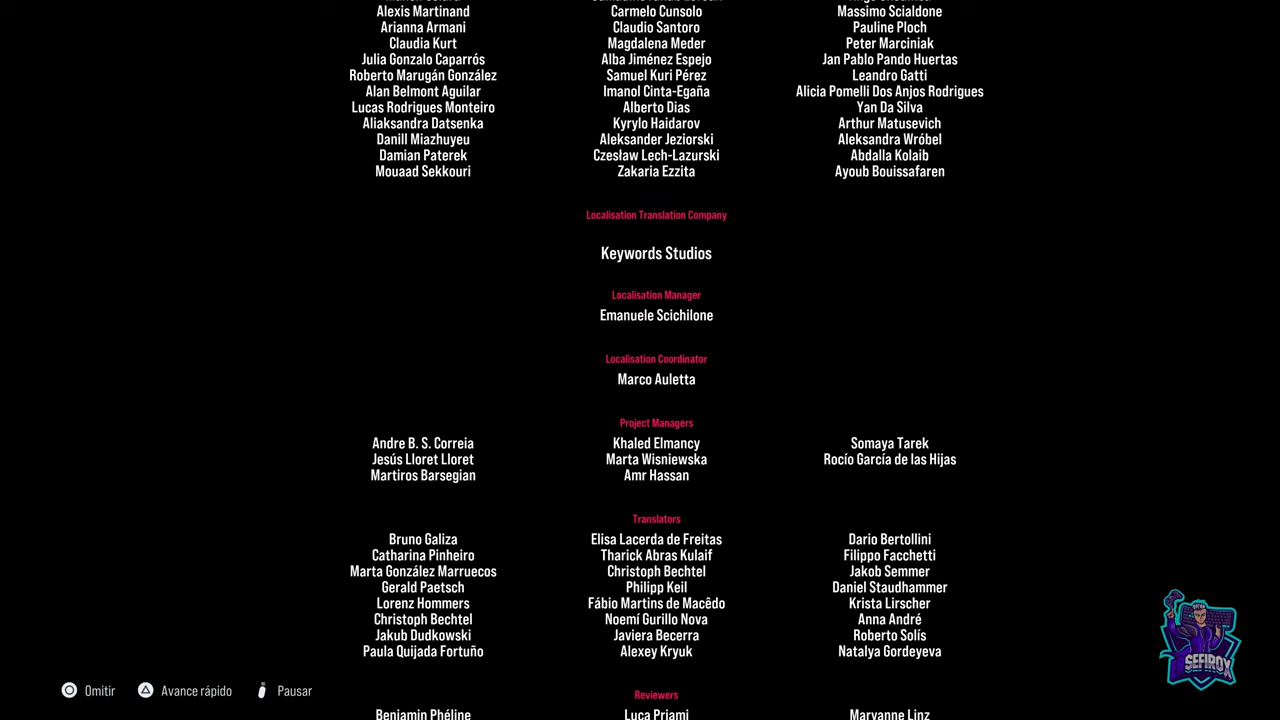 Alexis Martinand Carmelo Cunsolo Massimo Scialdone
Arianna Armani Claudio Santoro Pauline Ploch
Claudia Kurt Magdalena Meder Peter Marciniak
Julia Gonzalo Caparrós Alba Jiménez Espejo Jan Pablo Pando Huertas
Roberto Marugán González Samuel Kuri Pérez Leandro Gatti
Alan Belmont Aguilar Imanol Cinta-Egaña Alicia Pomelli Dos Anjos Rodrigues
Lucas Rodrigues Monteiro Alberto Dias Yan Da Silva
Aliaksandra Datsenka Kyrylo Haidarov Arthur Matusevich
Danill Miazhuyeu Aleksander Jeziorski Aleksandra Wróbel
Damian Paterek Czesław Lech-Lazurski Abdalla Kolaib
Mouaad Sekkouri Zakaria Ezzita Ayoub Bouissafaren
Localisation Translation Company
Keywords Studios
Localisation Manager
Emanuele Scichilone
Localisation Coordinator
Marco Auletta
Project Managers
Andre B. S. Correia Khaled Elmancy Somaya Tarek
Jesús Lloret Lloret Marta Wisniewska Rocío García de las Hijas
Martiros Barsegian Amr Hassan
Translators
Bruno Galiza Elisa Lacerda de Freitas Dario Bertollini
Catharina Pinheiro Tharick Abras Kulaif Filippo Facchetti
Marta González Marruecos Christoph Bechtel Jakob Semmer
Gerald Paetsch Philipp Keil Daniel Staudhammer
Lorenz Hommers Fábio Martins de Macêdo Krista Lirscher
Christoph Bechtel Noemí Gurillo Nova Anna André
Jakub Dudkowski Javiera Becerra Roberto Solís
Paula Quijada Fortuño Alexey Kryuk Natalya Gordeyeva
Reviewers
Benjamin Phéline Luca Priami Maryanne Linz
Omitir Avance rápido Pausar
SEFIROX